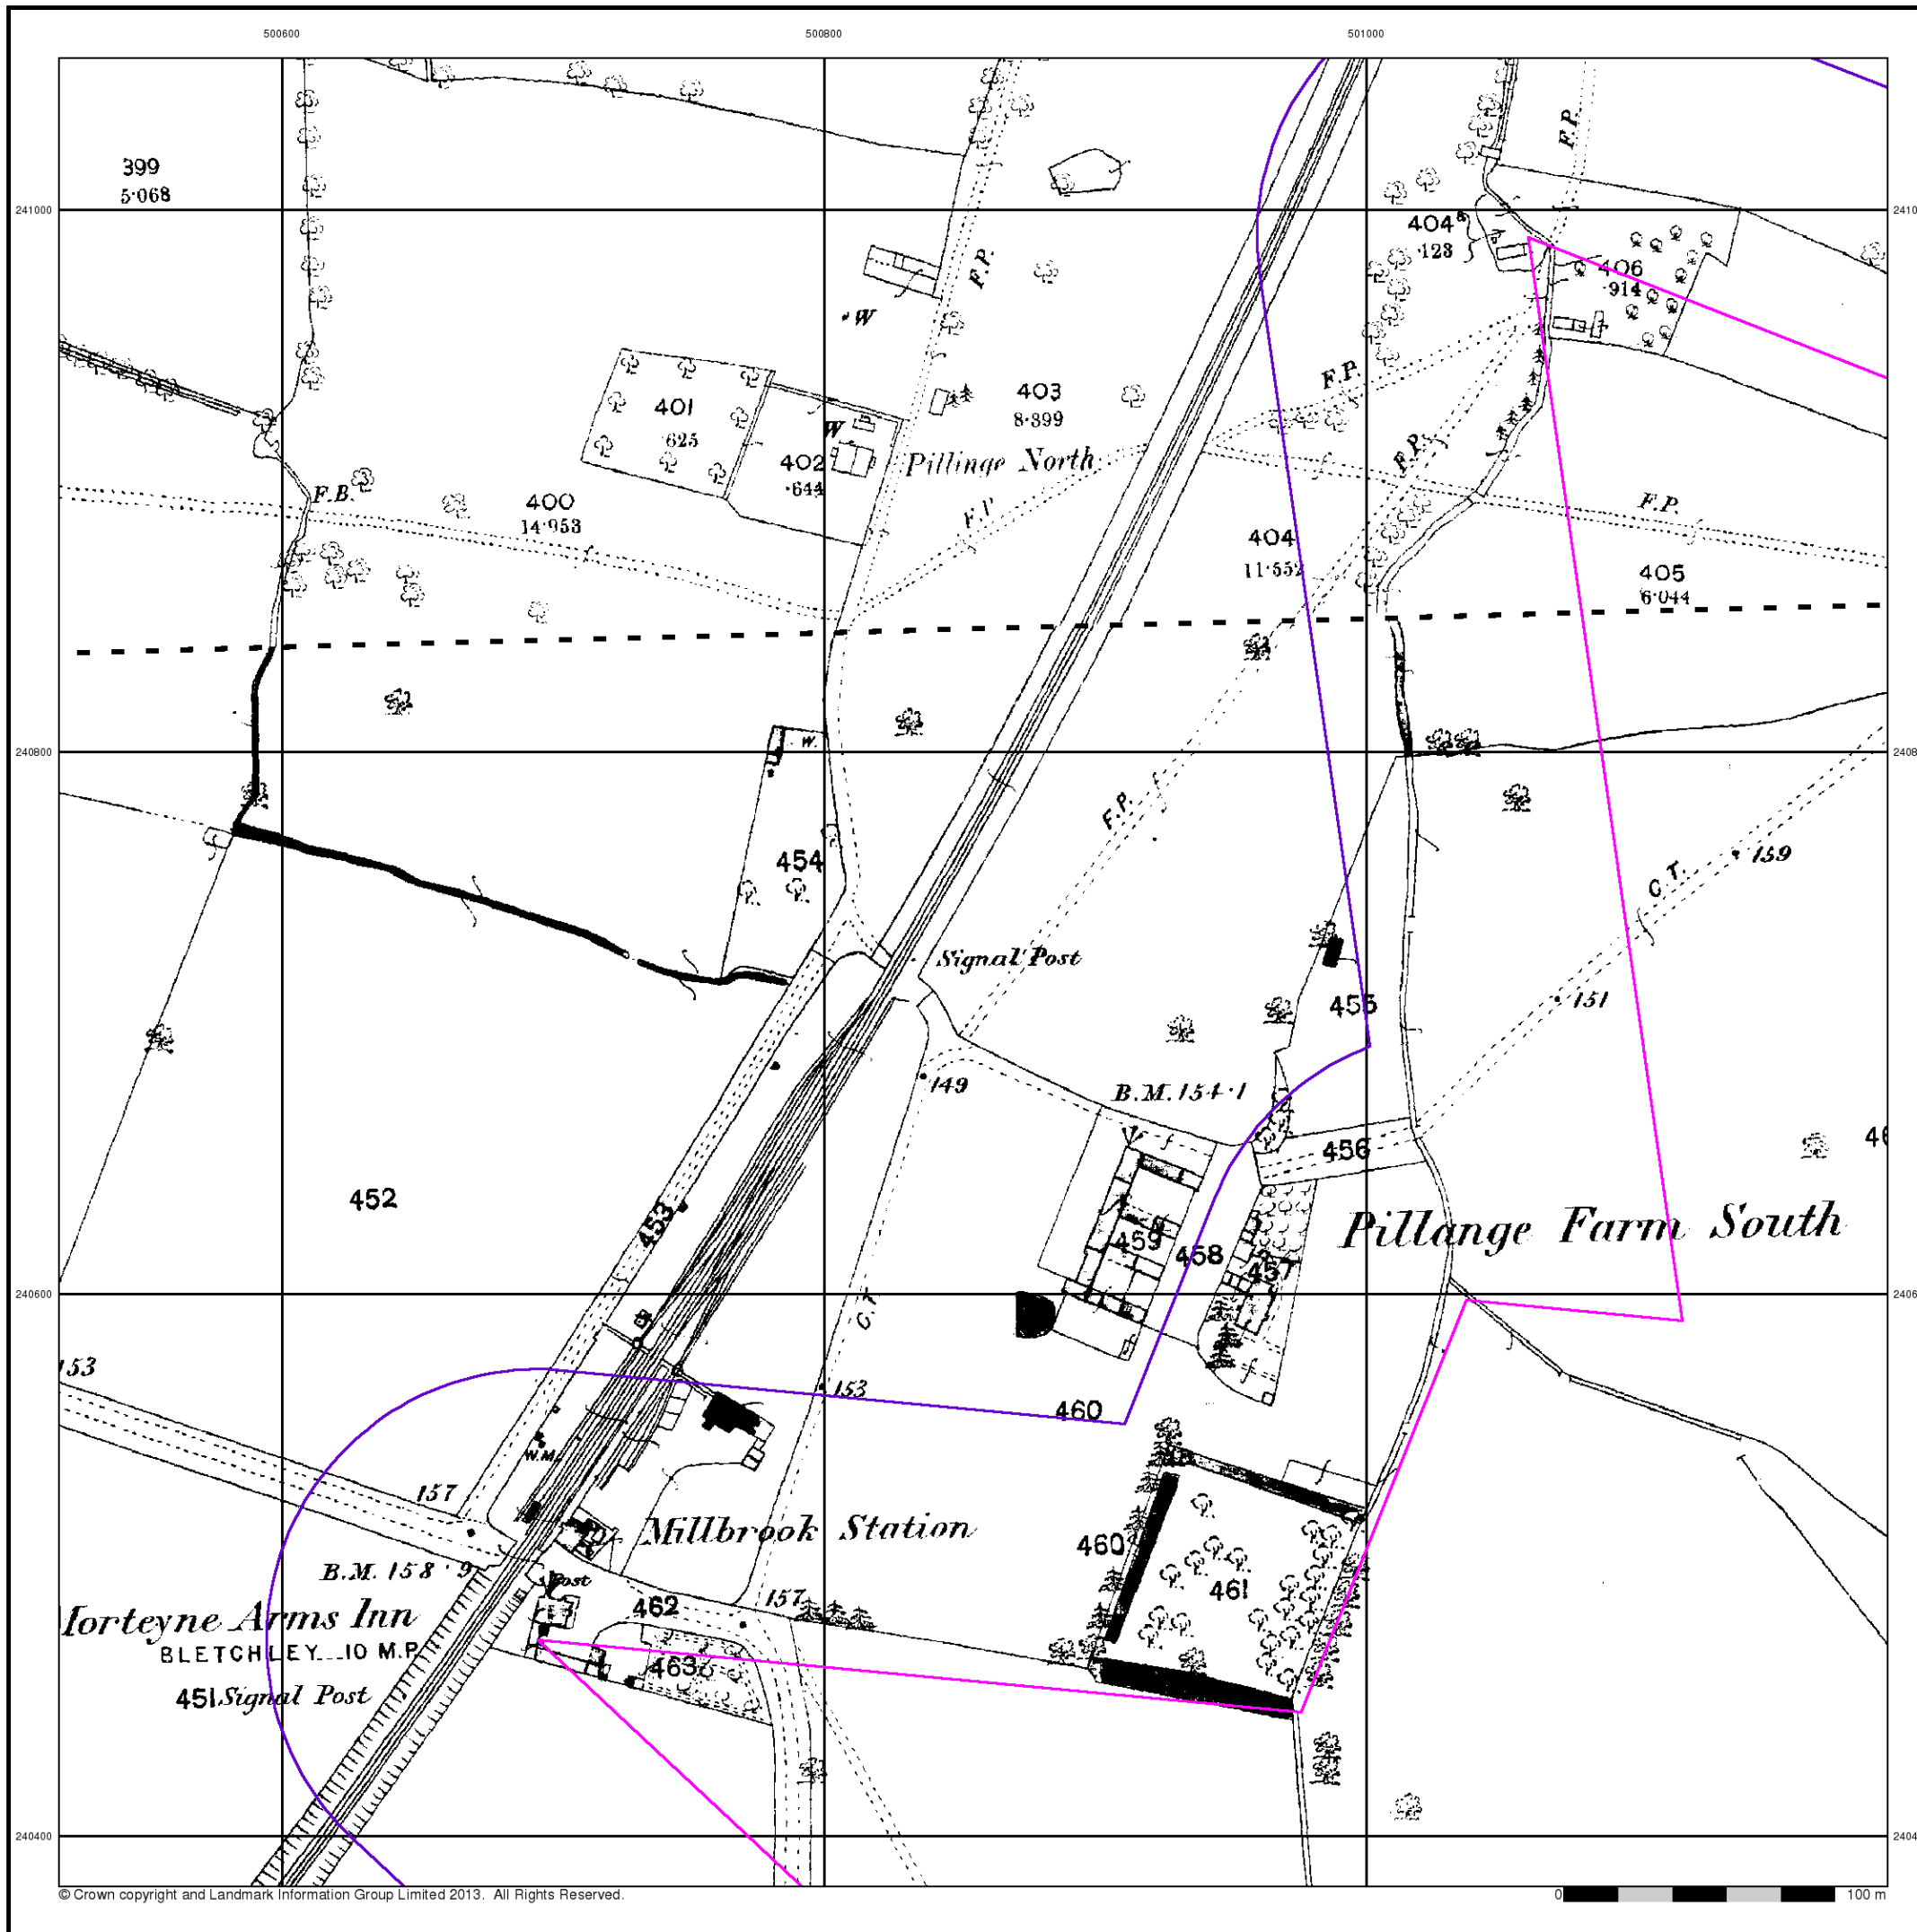 500600
500800
501000
399
5·068
241000
F.P.
F.P.
404a
·123
406
·914
W
401
·625
W
402
·644
403
8·399
Pillinge North
F.P.
F.P.
F.P.
F.B.
400
14·953
404
11·552
405
6·044
240800
W.
454
F.P.
159
C.T.
Signal Post
455
151
149
B.M. 154·1
456
452
453
459
458
457
Pillange Farm South
240600
C.T.
153
153
460
W.M.
157
Millbrook Station
460
461
B.M. 158·9
Post
462
157
Morteyne Arms Inn
BLETCHLEY...10 M.P.
463
451
Signal Post
240400
© Crown copyright and Landmark Information Group Limited 2013. All Rights Reserved.
0
100 m